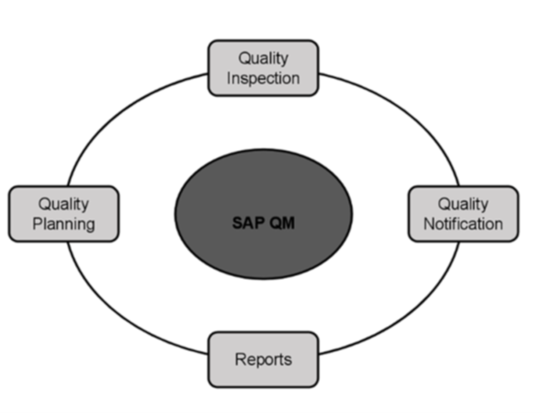 Quality
Inspection
Quality
Planning
SAP QM
Quality
Notification
Reports